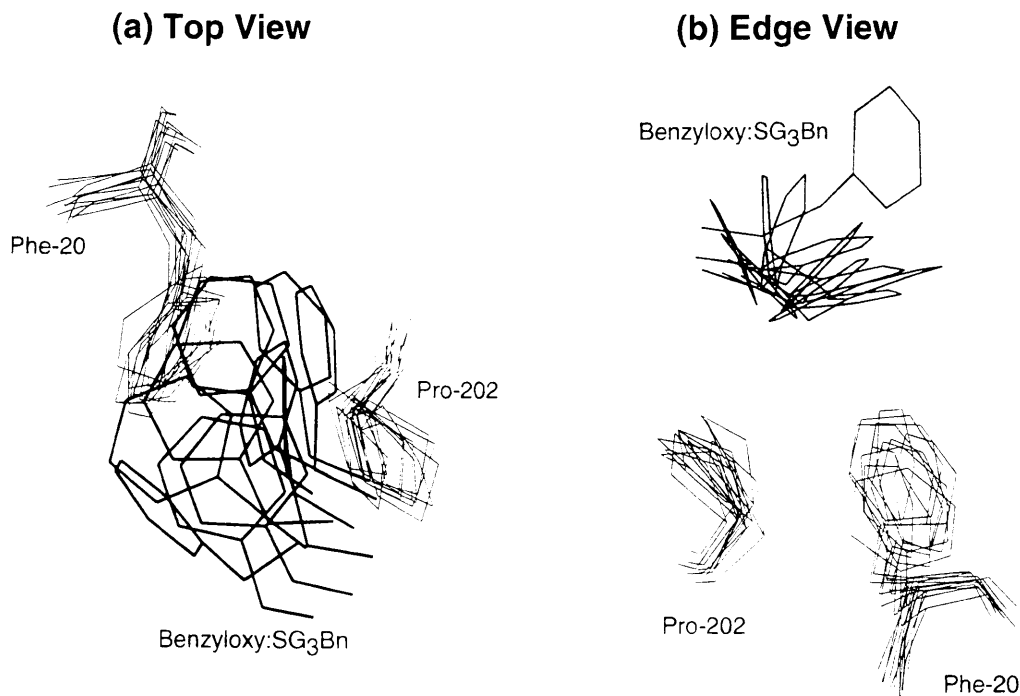 (a) Top View
(b) Edge View
Benzyloxy:SG3Bn
Phe-20
Pro-202
Benzyloxy:SG3Bn
Pro-202
Phe-20